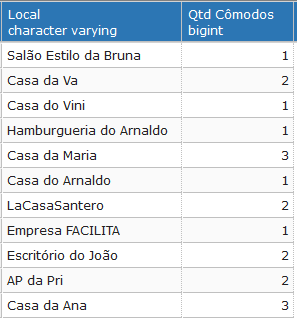 Local Qtd Cômodos
character varying bigint
Salão Estilo da Bruna 1
Casa da Va 2
Casa do Vini 1
Hamburgueria do Arnaldo 1
Casa da Maria 3
Casa do Arnaldo 1
LaCasaSantero 2
Empresa FACILITA 1
Escritório do João 2
AP da Pri 2
Casa da Ana 3